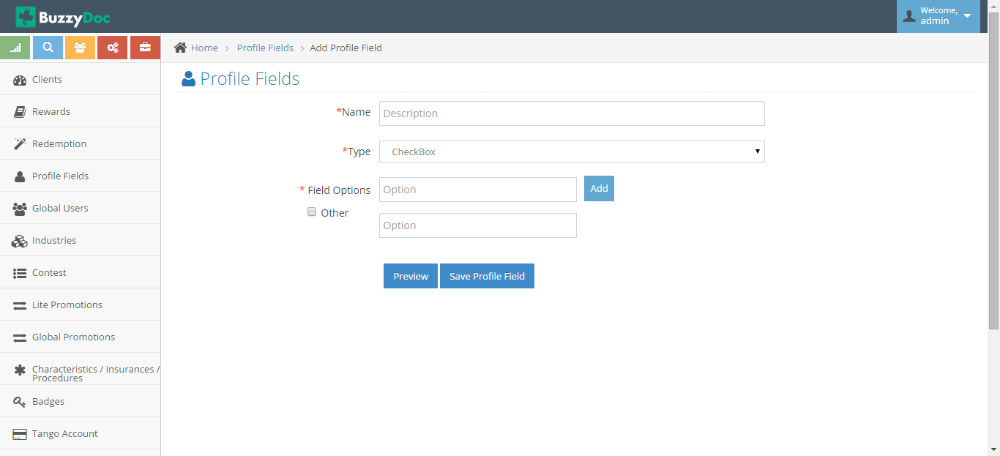 BuzzyDoc
Welcome,
admin
Home > Profile Fields > Add Profile Field
Clients
Rewards
Redemption
Profile Fields
Global Users
Industries
Contest
Lite Promotions
Global Promotions
Characteristics / Insurances /
Procedures
Badges
Tango Account
Profile Fields
*Name Description
*Type CheckBox
* Field Options Option Add
Other
Option
Preview Save Profile Field